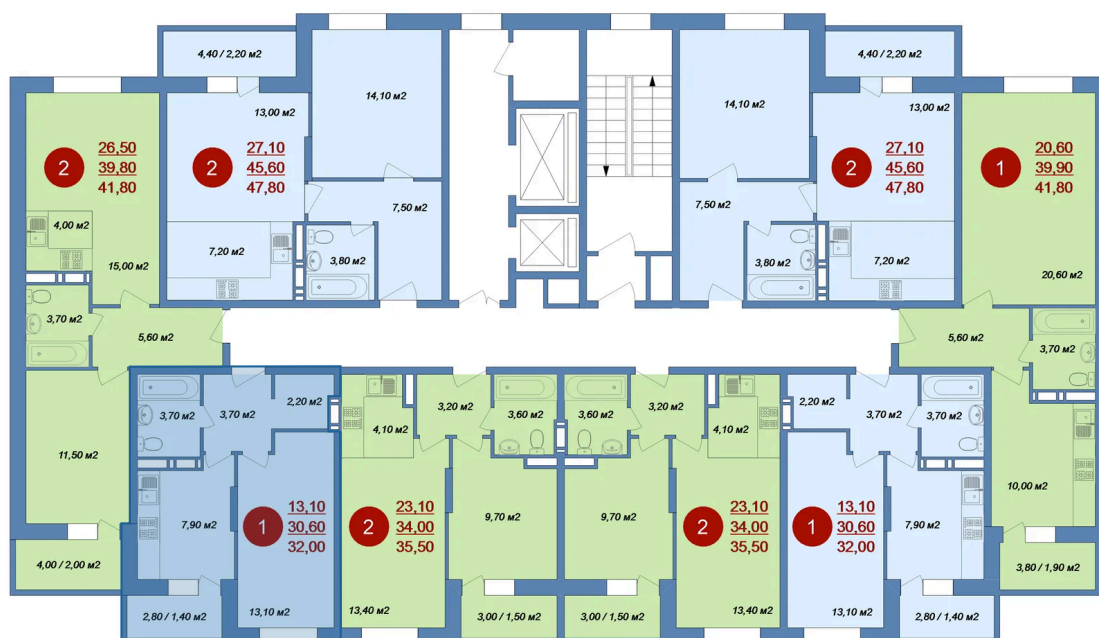 4,40 / 2,20 м2
14,10 м2
13,00 м2
2
27,10
45,60
47,80
7,20 м2
7,50 м2
3,80 м2
2
26,50
39,80
41,80
4,00 м2
15,00 м2
3,70 м2
5,60 м2
11,50 м2
4,00 / 2,00 м2
14,10 м2
4,40 / 2,20 м2
13,00 м2
2
27,10
45,60
47,80
7,50 м2
3,80 м2
7,20 м2
1
20,60
39,90
41,80
20,60 м2
5,60 м2
3,70 м2
10,00 м2
3,80 / 1,90 м2
3,70 м2
3,70 м2
2,20 м2
7,90 м2
1
13,10
30,60
32,00
13,10 м2
2,80 / 1,40 м2
4,10 м2
3,20 м2
3,60 м2
2
23,10
34,00
35,50
9,70 м2
13,40 м2
3,00 / 1,50 м2
3,60 м2
3,20 м2
4,10 м2
9,70 м2
2
23,10
34,00
35,50
3,00 / 1,50 м2
13,40 м2
2,20 м2
3,70 м2
3,70 м2
1
13,10
30,60
32,00
7,90 м2
13,10 м2
2,80 / 1,40 м2